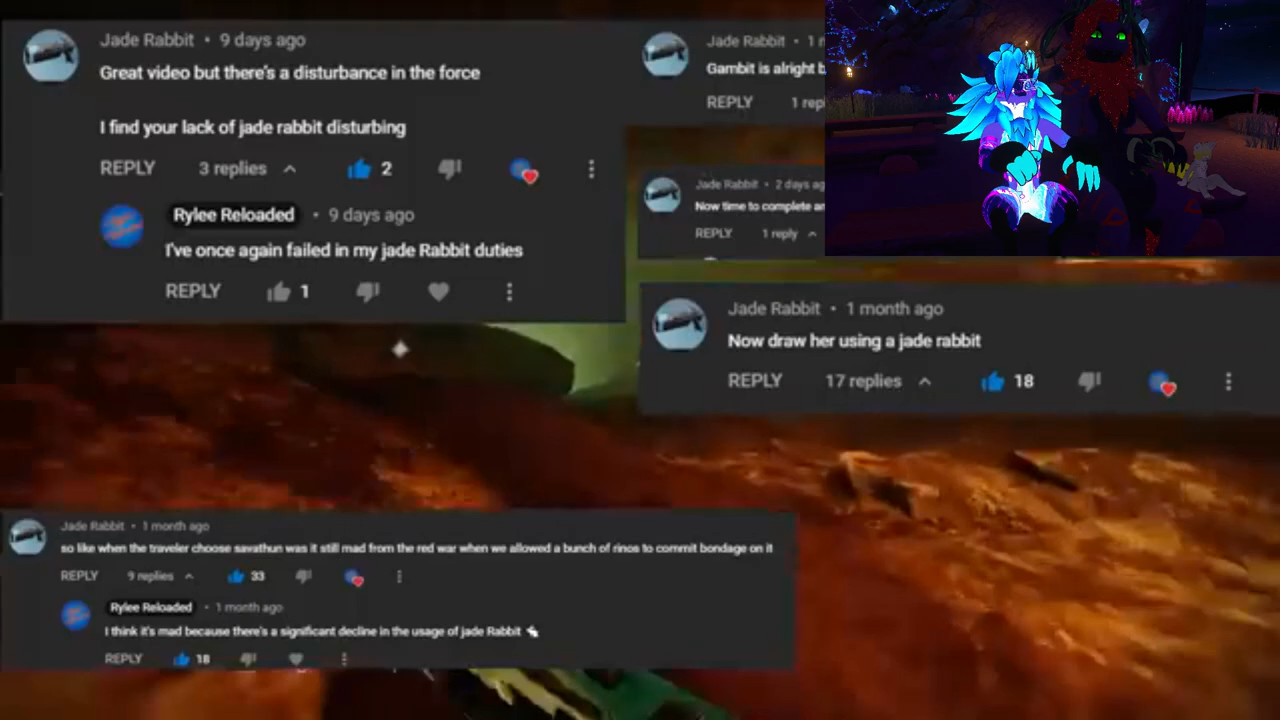 Jade Rabbit • 9 days ago
Great video but there's a disturbance in the force
I find your lack of jade rabbit disturbing
REPLY 3 replies 2
Rylee Reloaded • 9 days ago
I've once again failed in my jade Rabbit duties
REPLY 1
Jade Rabbit • 1
Gambit is alright
REPLY 1
Jade Rabbit • 2 days
Now time to complete
REPLY 1 reply
Jade Rabbit • 1 month ago
Now draw her using a jade rabbit
REPLY 17 replies 18
Jade Rabbit • 1 month ago
so like when the traveler choose savathun was it still mad from the red war when we allowed a bunch of rinos to commit bondage on it
REPLY 9 replies 33
Rylee Reloaded • 1 month ago
I think it's mad because there's a significant decline in the usage of jade Rabbit
REPLY 18